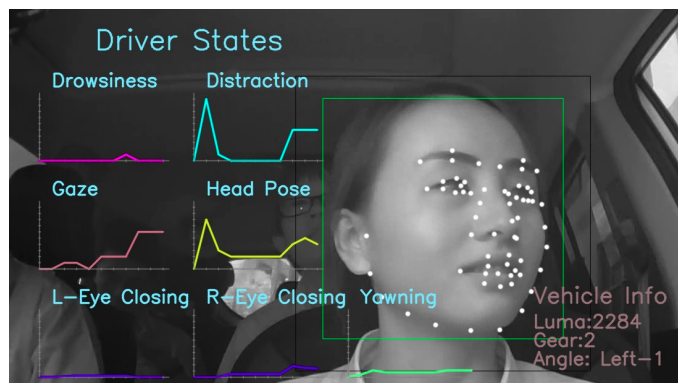 Driver States
Drowsiness Distraction
Gaze Head Pose
L-Eye Closing R-Eye Closing Yawning
Vehicle Info
Luma:2284
Gear:2
Angle: Left-1